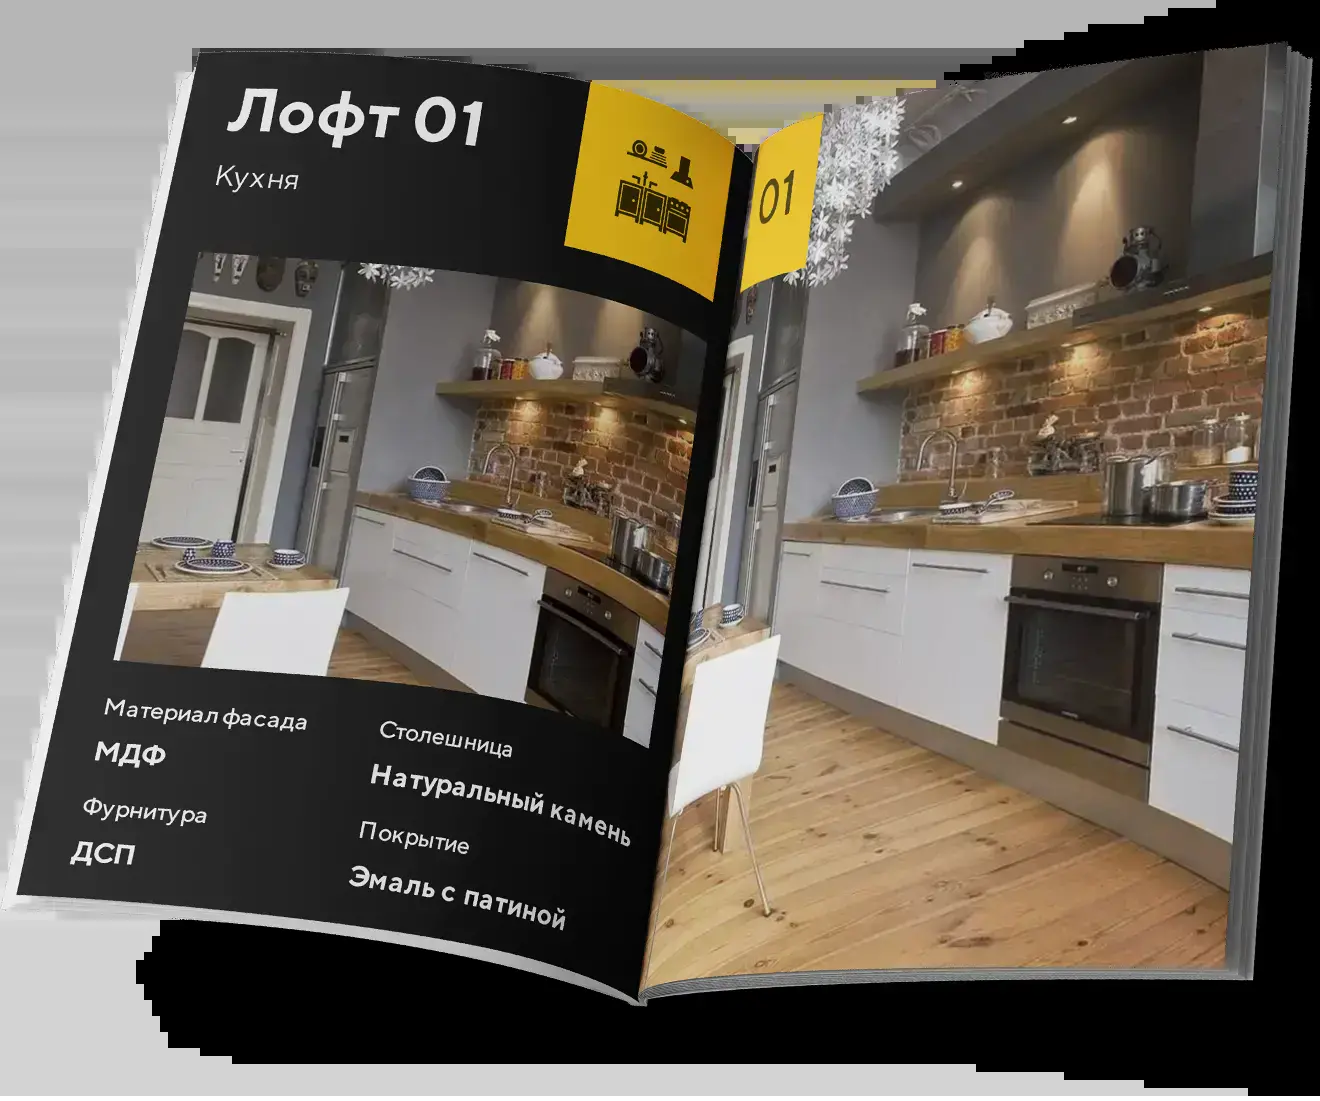 Лофт 01
Кухня
01
Материал фасада
МДФ
Фурнитура
ДСП
Столешница
Натуральный камень
Покрытие
Эмаль с патиной